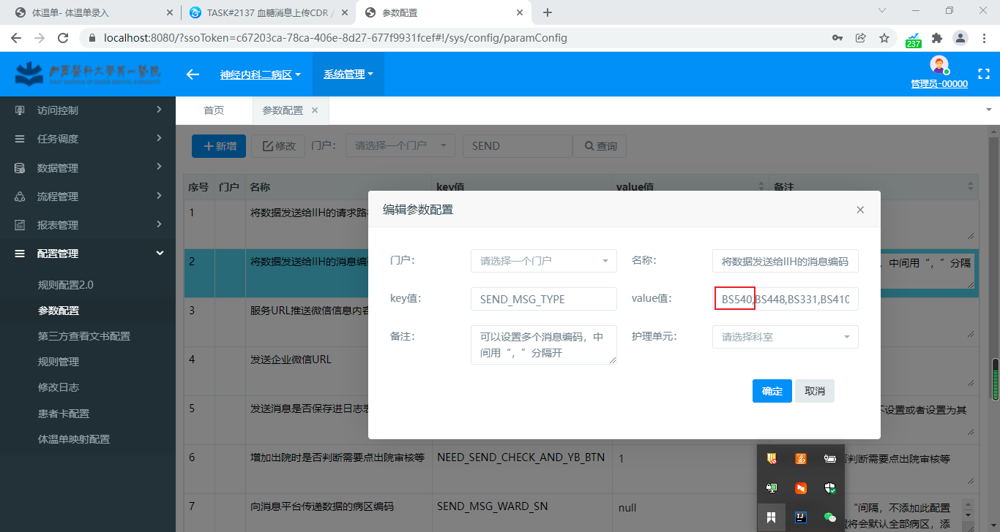 体温单- 体温单录入
TASK#2137 血糖消息上传CDR /
参数配置
localhost:8080/?ssoToken=c67203ca-78ca-406e-8d27-677f9931fcef#!/sys/config/paramConfig
237
神经内科二病区
系统管理
管理员-00000
访问控制
任务调度
数据管理
流程管理
报表管理
配置管理
规则配置2.0
参数配置
第三方查看文书配置
规则管理
修改日志
患者卡配置
体温单映射配置
首页
参数配置
新增
修改
门户：
请选择一个门户
SEND
查询
序号 门户 名称 key值 value值 备注
1 将数据发送给IIH的请求路
2 将数据发送给IIH的消息编
，中间用“，”分隔
3 服务URL推送微信信息内容
4 发送企业微信URL
5 发送消息是否保存进日志表
不设置或者设置为其
6 增加出院时是否判断需要点出院审核等 NEED_SEND_CHECK_AND_YB_BTN 1
否判断需要点出院审核等
7 向消息平台传递数据的病区编码 SEND_MSG_WARD_SN null
“间隔，不添加此配置
将会默认全部病区，添
编辑参数配置
门户：
请选择一个门户
名称：
将数据发送给IIH的消息编码
key值：
SEND_MSG_TYPE
value值：
BS540,BS448,BS331,BS410
备注：
可以设置多个消息编码，中
间用“，”分隔开
护理单元：
请选择科室
确定
取消